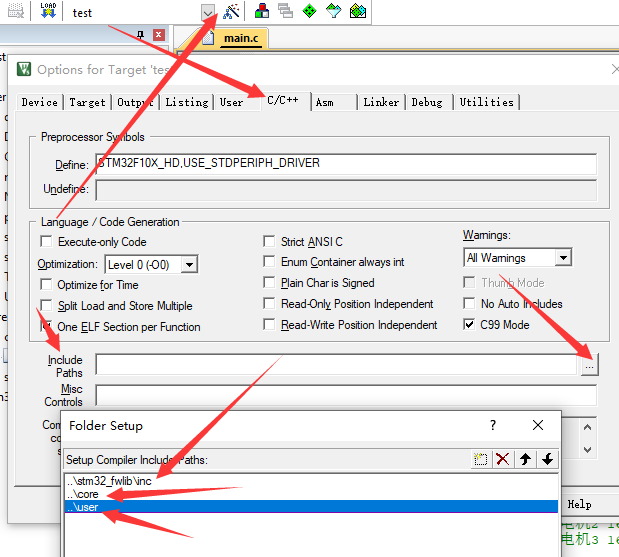 LOAD
test
main.c
Options for Target 'tes
Device Target Output Listing User C/C++ Asm Linker Debug Utilities
Preprocessor Symbols
Define: STM32F10X_HD,USE_STDPERIPH_DRIVER
Undefine:
Language / Code Generation
Execute-only Code
Strict ANSI C
Warnings:
Optimization: Level 0 (-O0)
Enum Container always int
All Warnings
Optimize for Time
Plain Char is Signed
Thumb Mode
Split Load and Store Multiple
Read-Only Position Independent
No Auto Includes
One ELF Section per Function
Read-Write Position Independent
C99 Mode
Include
Paths
...
Misc
Controls
Folder Setup
?
Setup Compiler Include Paths:
..\stm32_fwlib\inc
..\core
..\user
Help
电机2 1e
电机3 1e